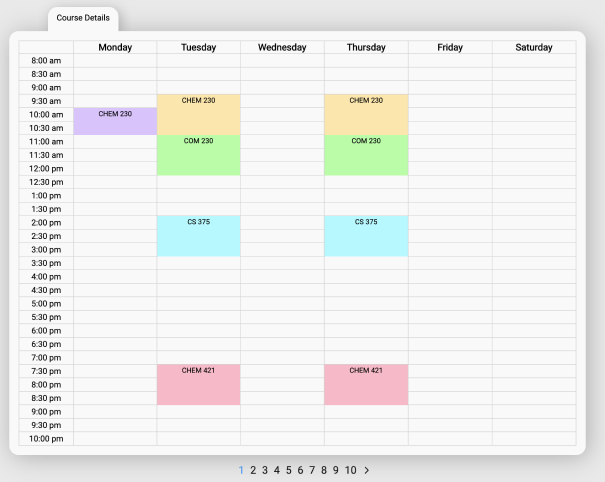 Course Details
Monday Tuesday Wednesday Thursday Friday Saturday
8:00 am
8:30 am
9:00 am
9:30 am CHEM 230 CHEM 230
10:00 am CHEM 230
10:30 am
11:00 am COM 230 COM 230
11:30 am
12:00 pm
12:30 pm
1:00 pm
1:30 pm
2:00 pm CS 375 CS 375
2:30 pm
3:00 pm
3:30 pm
4:00 pm
4:30 pm
5:00 pm
5:30 pm
6:00 pm
6:30 pm
7:00 pm
7:30 pm CHEM 421 CHEM 421
8:00 pm
8:30 pm
9:00 pm
9:30 pm
10:00 pm
1 2 3 4 5 6 7 8 9 10 >